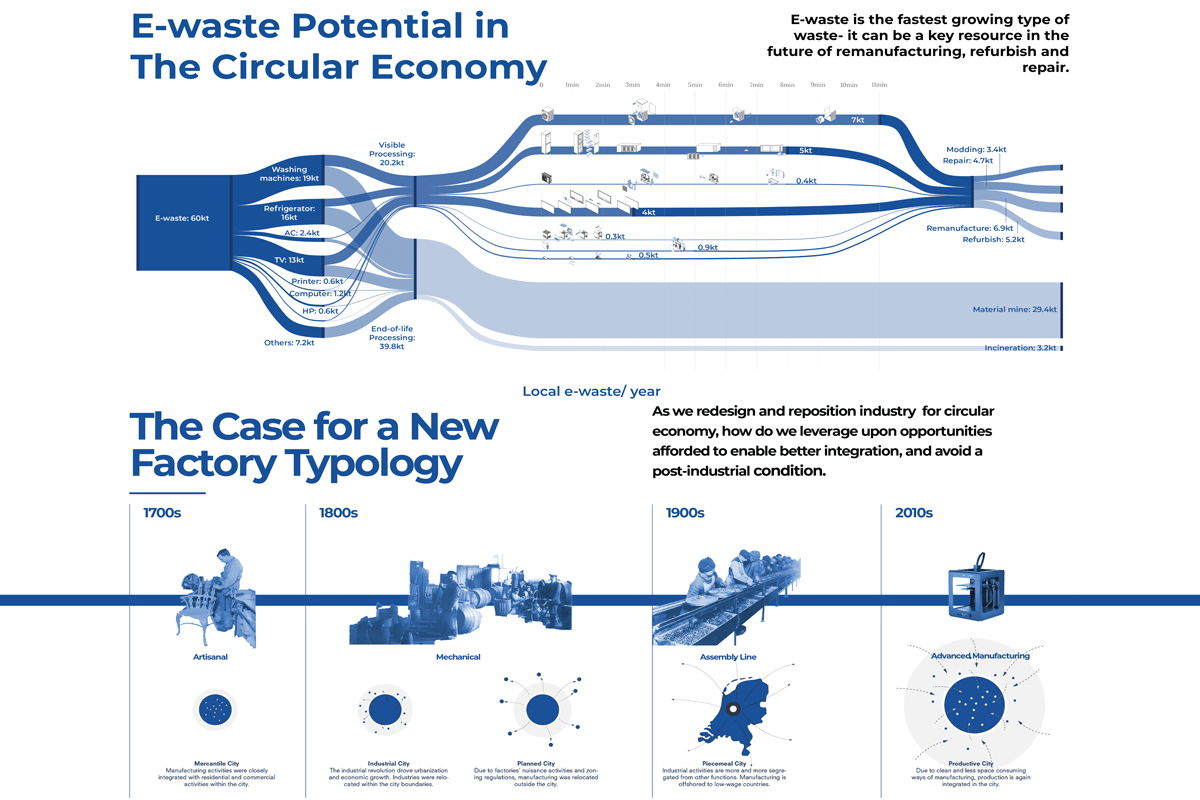 E-waste Potential in
The Circular Economy
E-waste is the fastest growing type of
waste- it can be a key resource in the
future of remanufacturing, refurbish and
repair.
0 1min 2min 3min 4min 5min 6min 7min 8min 9min 10min 11min
E-waste: 60kt
Washing
machines: 19kt
Refrigerator:
16kt
AC: 2.4kt
TV: 13kt
Printer: 0.6kt
Computer: 1.2kt
HP: 0.6kt
Others: 7.2kt
Visible
Processing:
20.2kt
End-of-life
Processing:
39.8kt
7kt
5kt
0.4kt
4kt
0.3kt
0.9kt
0.5kt
Modding: 3.4kt
Repair: 4.7kt
Remanufacture: 6.9kt
Refurbish: 5.2kt
Material mine: 29.4kt
Incineration: 3.2kt
Local e-waste/ year
The Case for a New
Factory Typology
As we redesign and reposition industry for circular
economy, how do we leverage upon opportunities
afforded to enable better integration, and avoid a
post-industrial condition.
1700s
1800s
1900s
2010s
Artisanal
Mechanical
Assembly Line
Advanced Manufacturing
Mercantile City
Manufacturing activities were closely
integrated with residential and commercial
activities within the city.
Industrial City
The industrial revolution drove urbanization
and economic growth. Industries were relo-
cated within the city boundaries.
Planned City
Due to factories' nuisance activities and zon-
ing regulations, manufacturing was relocated
outside the city.
Piecemeal City
Industrial activities are more and more segre-
gated from other functions. Manufacturing is
offshored to low-wage countries.
Productive City
Due to clean and less space consuming
ways of manufacturing, production is again
integrated in the city.